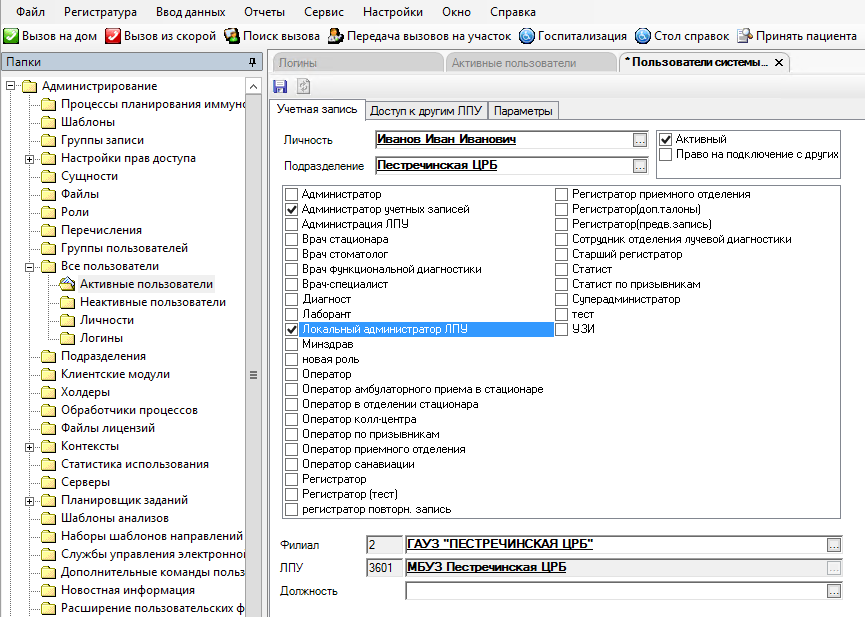 Файл Регистратура Ввод данных Отчеты Сервис Настройки Окно Справка
Вызов на дом Вызов из скорой Поиск вызова Передача вызовов на участок Госпитализация Стол справок Принять пациента
Папки
Администрирование
Процессы планирования иммун
Шаблоны
Группы записи
Настройки прав доступа
Сущности
Файлы
Роли
Перечисления
Группы пользователей
Все пользователи
Активные пользователи
Неактивные пользователи
Личности
Логины
Подразделения
Клиентские модули
Холдеры
Обработчики процессов
Файлы лицензий
Контексты
Статистика использования
Серверы
Планировщик заданий
Шаблоны анализов
Наборы шаблонов направлений
Службы управления электронно
Дополнительные команды польз
Новостная информация
Расширение пользовательских ф
Логины Активные пользователи * Пользователи системы...
Учетная запись Доступ к другим ЛПУ Параметры
Личность Иванов Иван Иванович ...
Подразделение Пестречинская ЦРБ ...
Активный
Право на подключение с других
Администратор
Администратор учетных записей
Администрация ЛПУ
Врач стационара
Врач стоматолог
Врач функциональной диагностики
Врач-специалист
Диагност
Лаборант
Локальный администратор ЛПУ
Минздрав
новая роль
Оператор
Оператор амбулаторного приема в стационаре
Оператор в отделении стационара
Оператор колл-центра
Оператор по призывникам
Оператор приемного отделения
Оператор санавиации
Регистратор
Регистратор (тест)
регистратор повторн. запись
Регистратор приемного отделения
Регистратор(доп.талоны)
Регистратор(предв.запись)
Сотрудник отделения лучевой диагностики
Старший регистратор
Статист
Статист по призывникам
Суперадминистратор
тест
УЗИ
Филиал 2 ГАУЗ "ПЕСТРЕЧИНСКАЯ ЦРБ" ...
ЛПУ 3601 МБУЗ Пестречинская ЦРБ ...
Должность ...